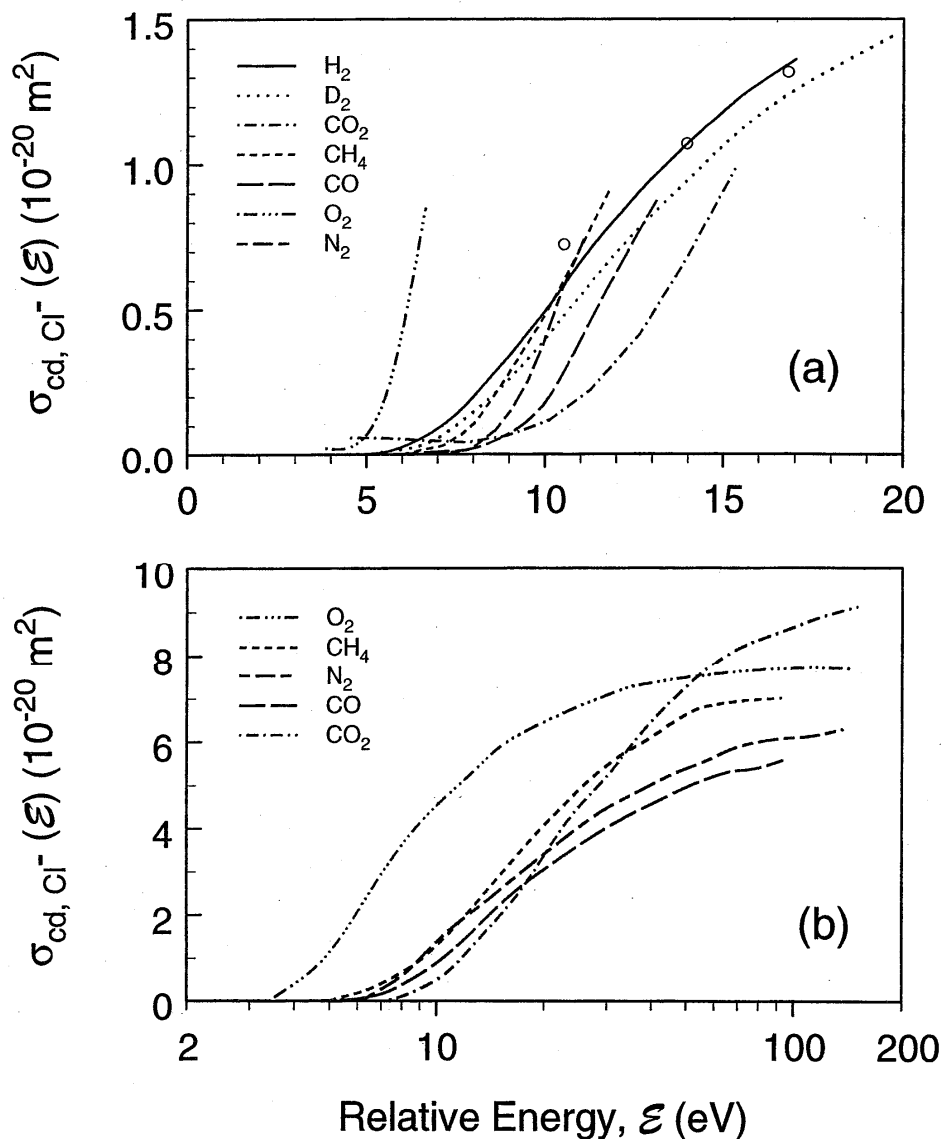 σcd, Cl⁻ (ℰ) (10⁻²⁰ m²)
1.5
1.0
0.5
0.0
H₂
D₂
CO₂
CH₄
CO
O₂
N₂
(a)
0 5 10 15 20
σcd, Cl⁻ (ℰ) (10⁻²⁰ m²)
10
8
6
4
2
0
O₂
CH₄
N₂
CO
CO₂
(b)
2 10 100 200
Relative Energy, ℰ (eV)